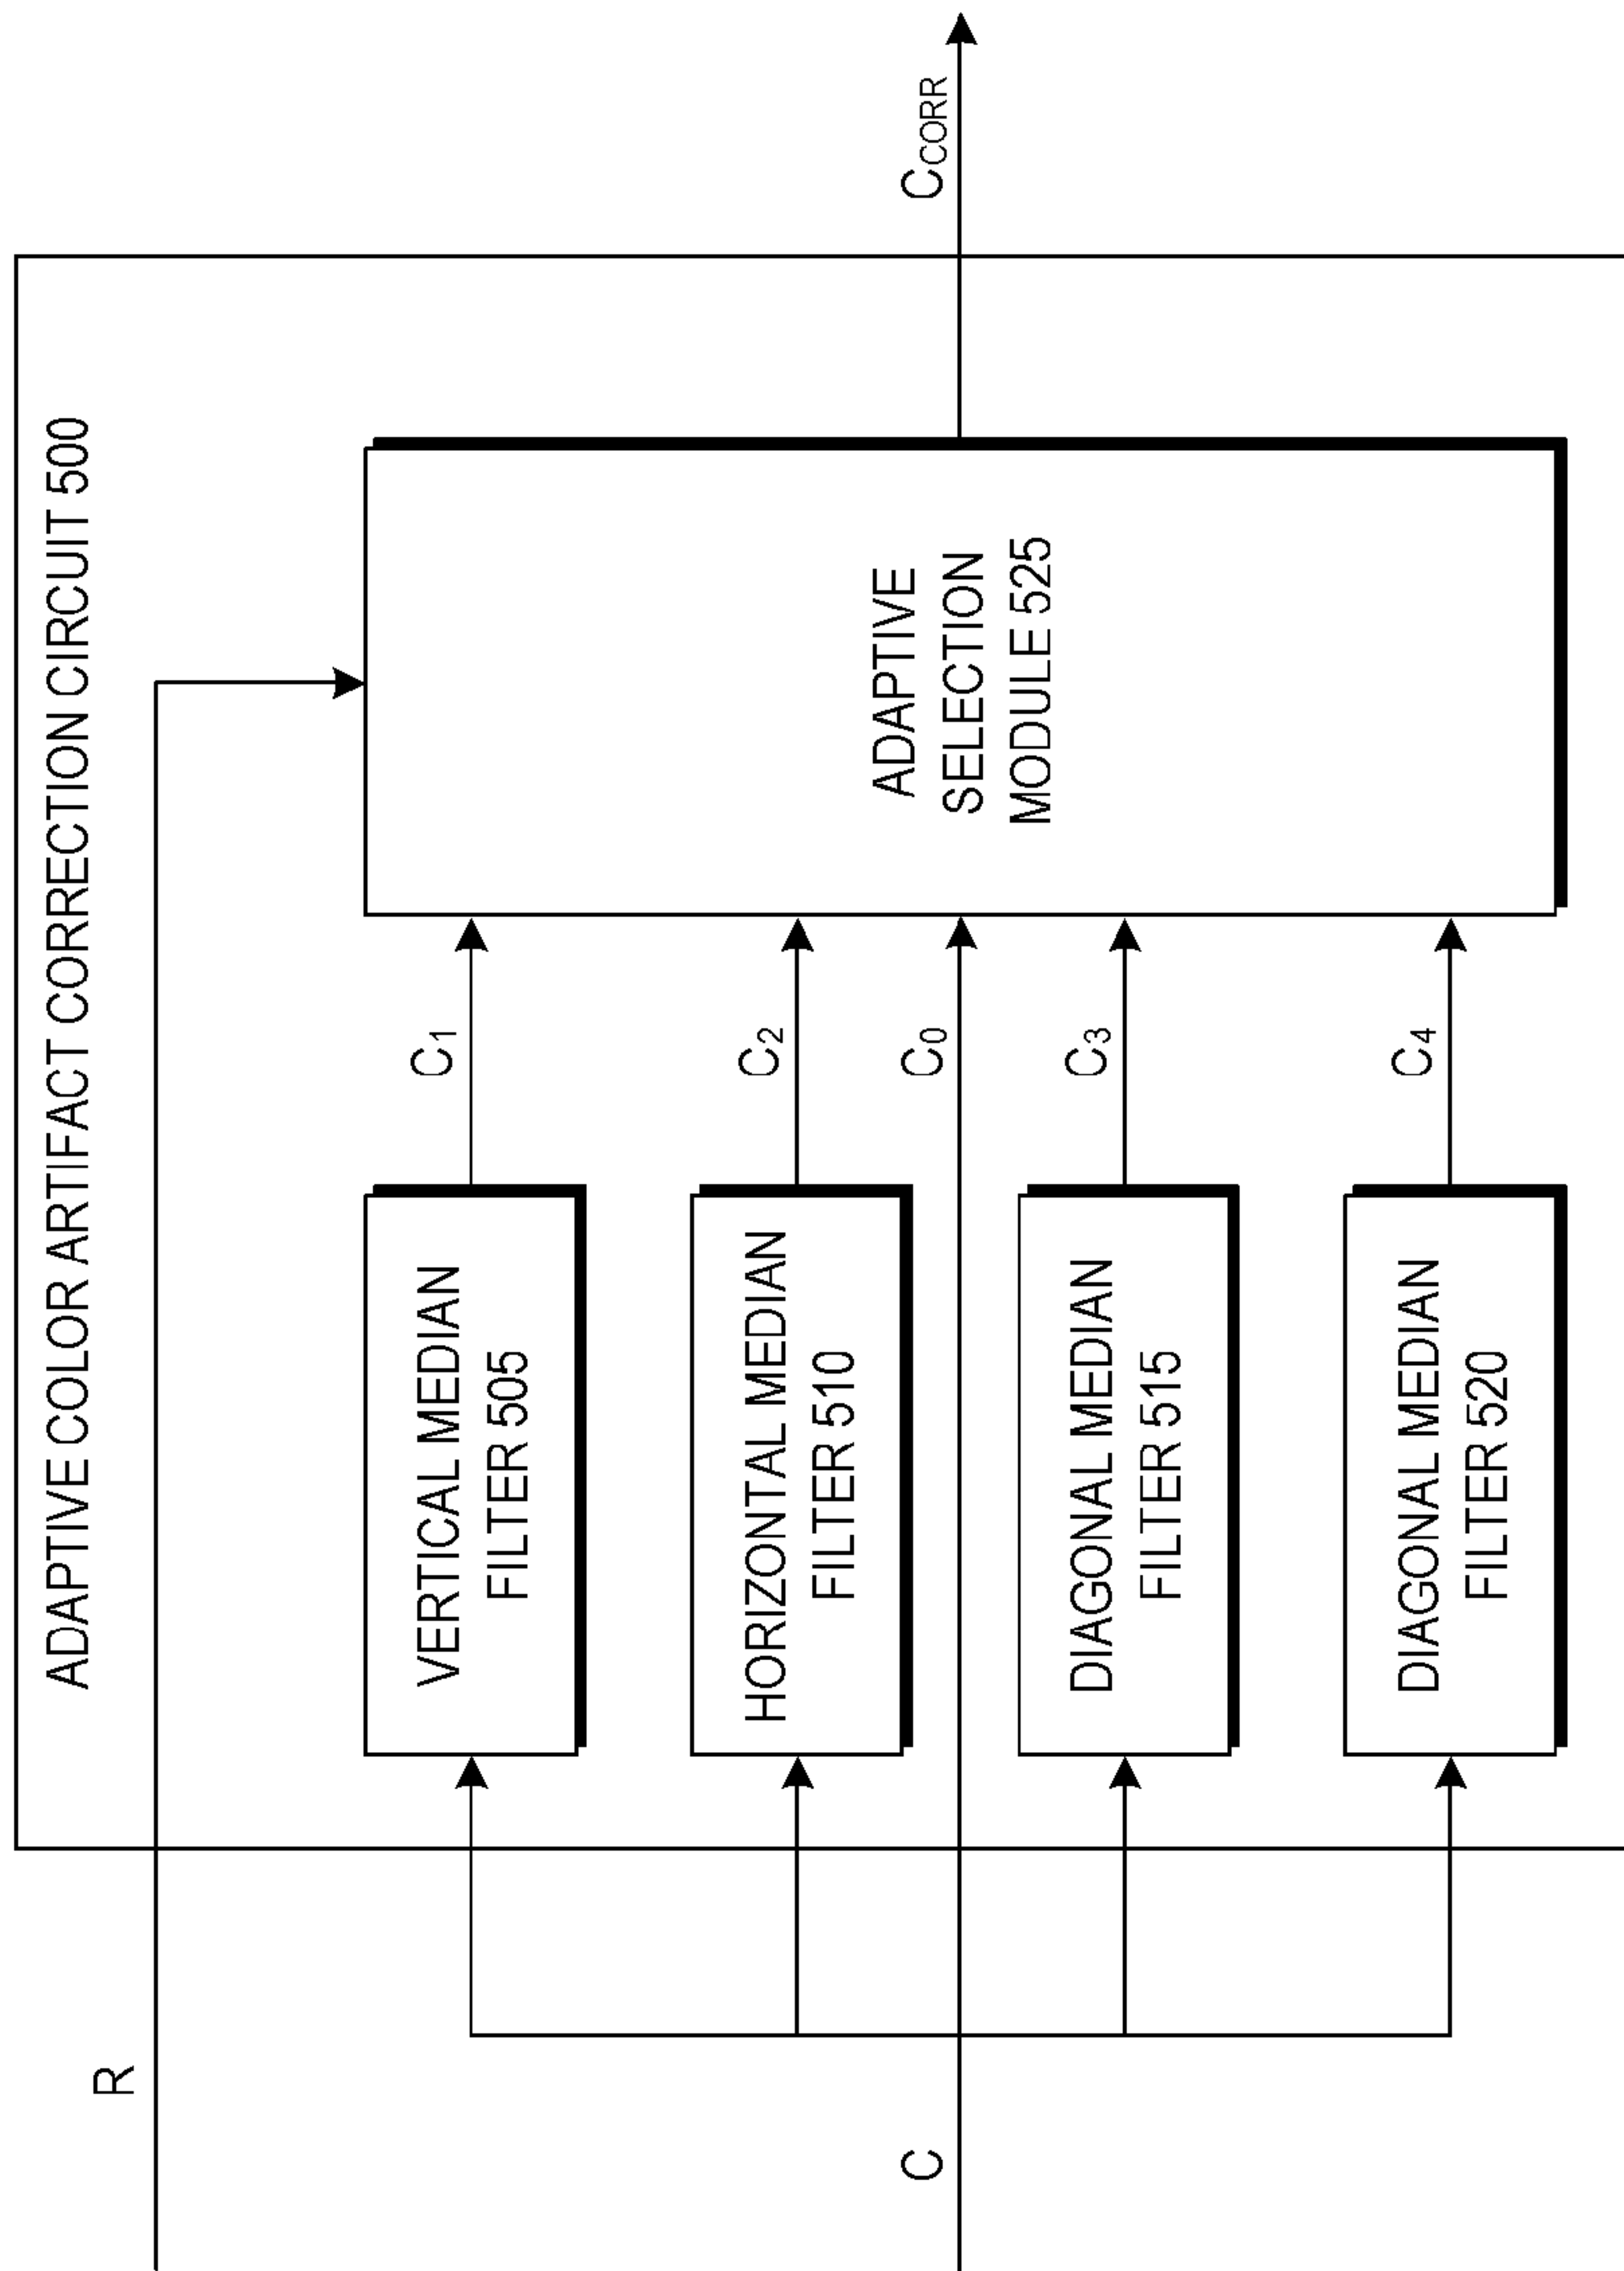 ADAPTIVE COLOR ARTIFACT CORRECTION CIRCUIT 500
R
VERTICAL MEDIAN
FILTER 505
C1
HORIZONTAL MEDIAN
FILTER 510
C2
C
C0
ADAPTIVE
SELECTION
MODULE 525
CCORR
DIAGONAL MEDIAN
FILTER 515
C3
DIAGONAL MEDIAN
FILTER 520
C4